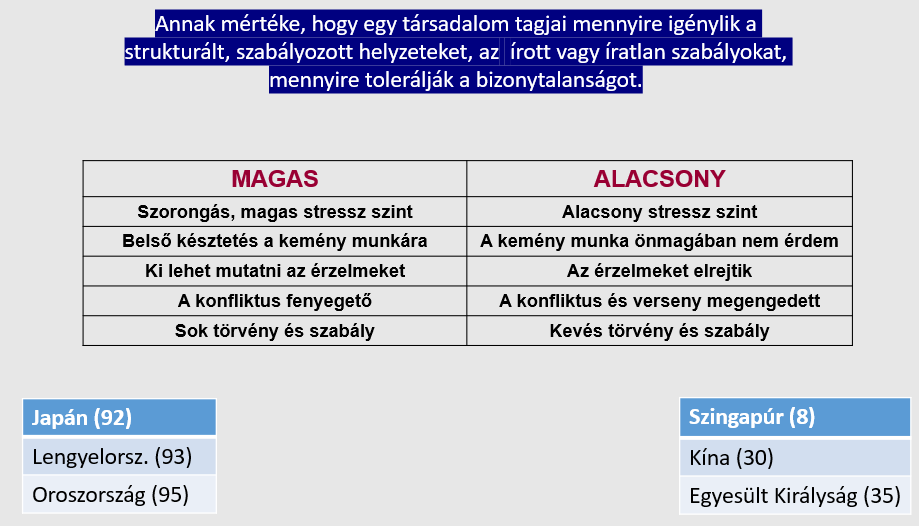 Annak mértéke, hogy egy társadalom tagjai mennyire igénylik a
strukturált, szabályozott helyzeteket, az írott vagy íratlan szabályokat,
mennyire tolerálják a bizonytalanságot.
MAGAS ALACSONY
Szorongás, magas stressz szint Alacsony stressz szint
Belső késztetés a kemény munkára A kemény munka önmagában nem érdem
Ki lehet mutatni az érzelmeket Az érzelmeket elrejtik
A konfliktus fenyegető A konfliktus és verseny megengedett
Sok törvény és szabály Kevés törvény és szabály
Japán (92)
Lengyelorsz. (93)
Oroszország (95)
Szingapúr (8)
Kína (30)
Egyesült Királyság (35)